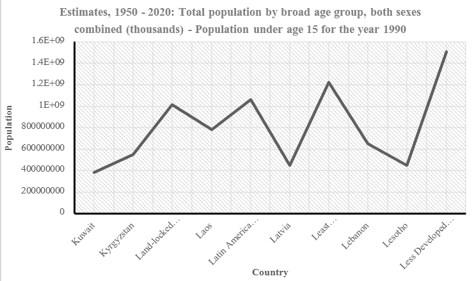 Estimates, 1950 - 2020: Total population by broad age group, both sexes
combined (thousands) - Population under age 15 for the year 1990
1.6E+09
1.4E+09
1.2E+09
1E+09
800000000
600000000
400000000
200000000
0
Population
Kuwait
Kyrgyzstan
Land-locked...
Laos
Latin America...
Latvia
Least...
Lebanon
Lesotho
Less Developed...
Country